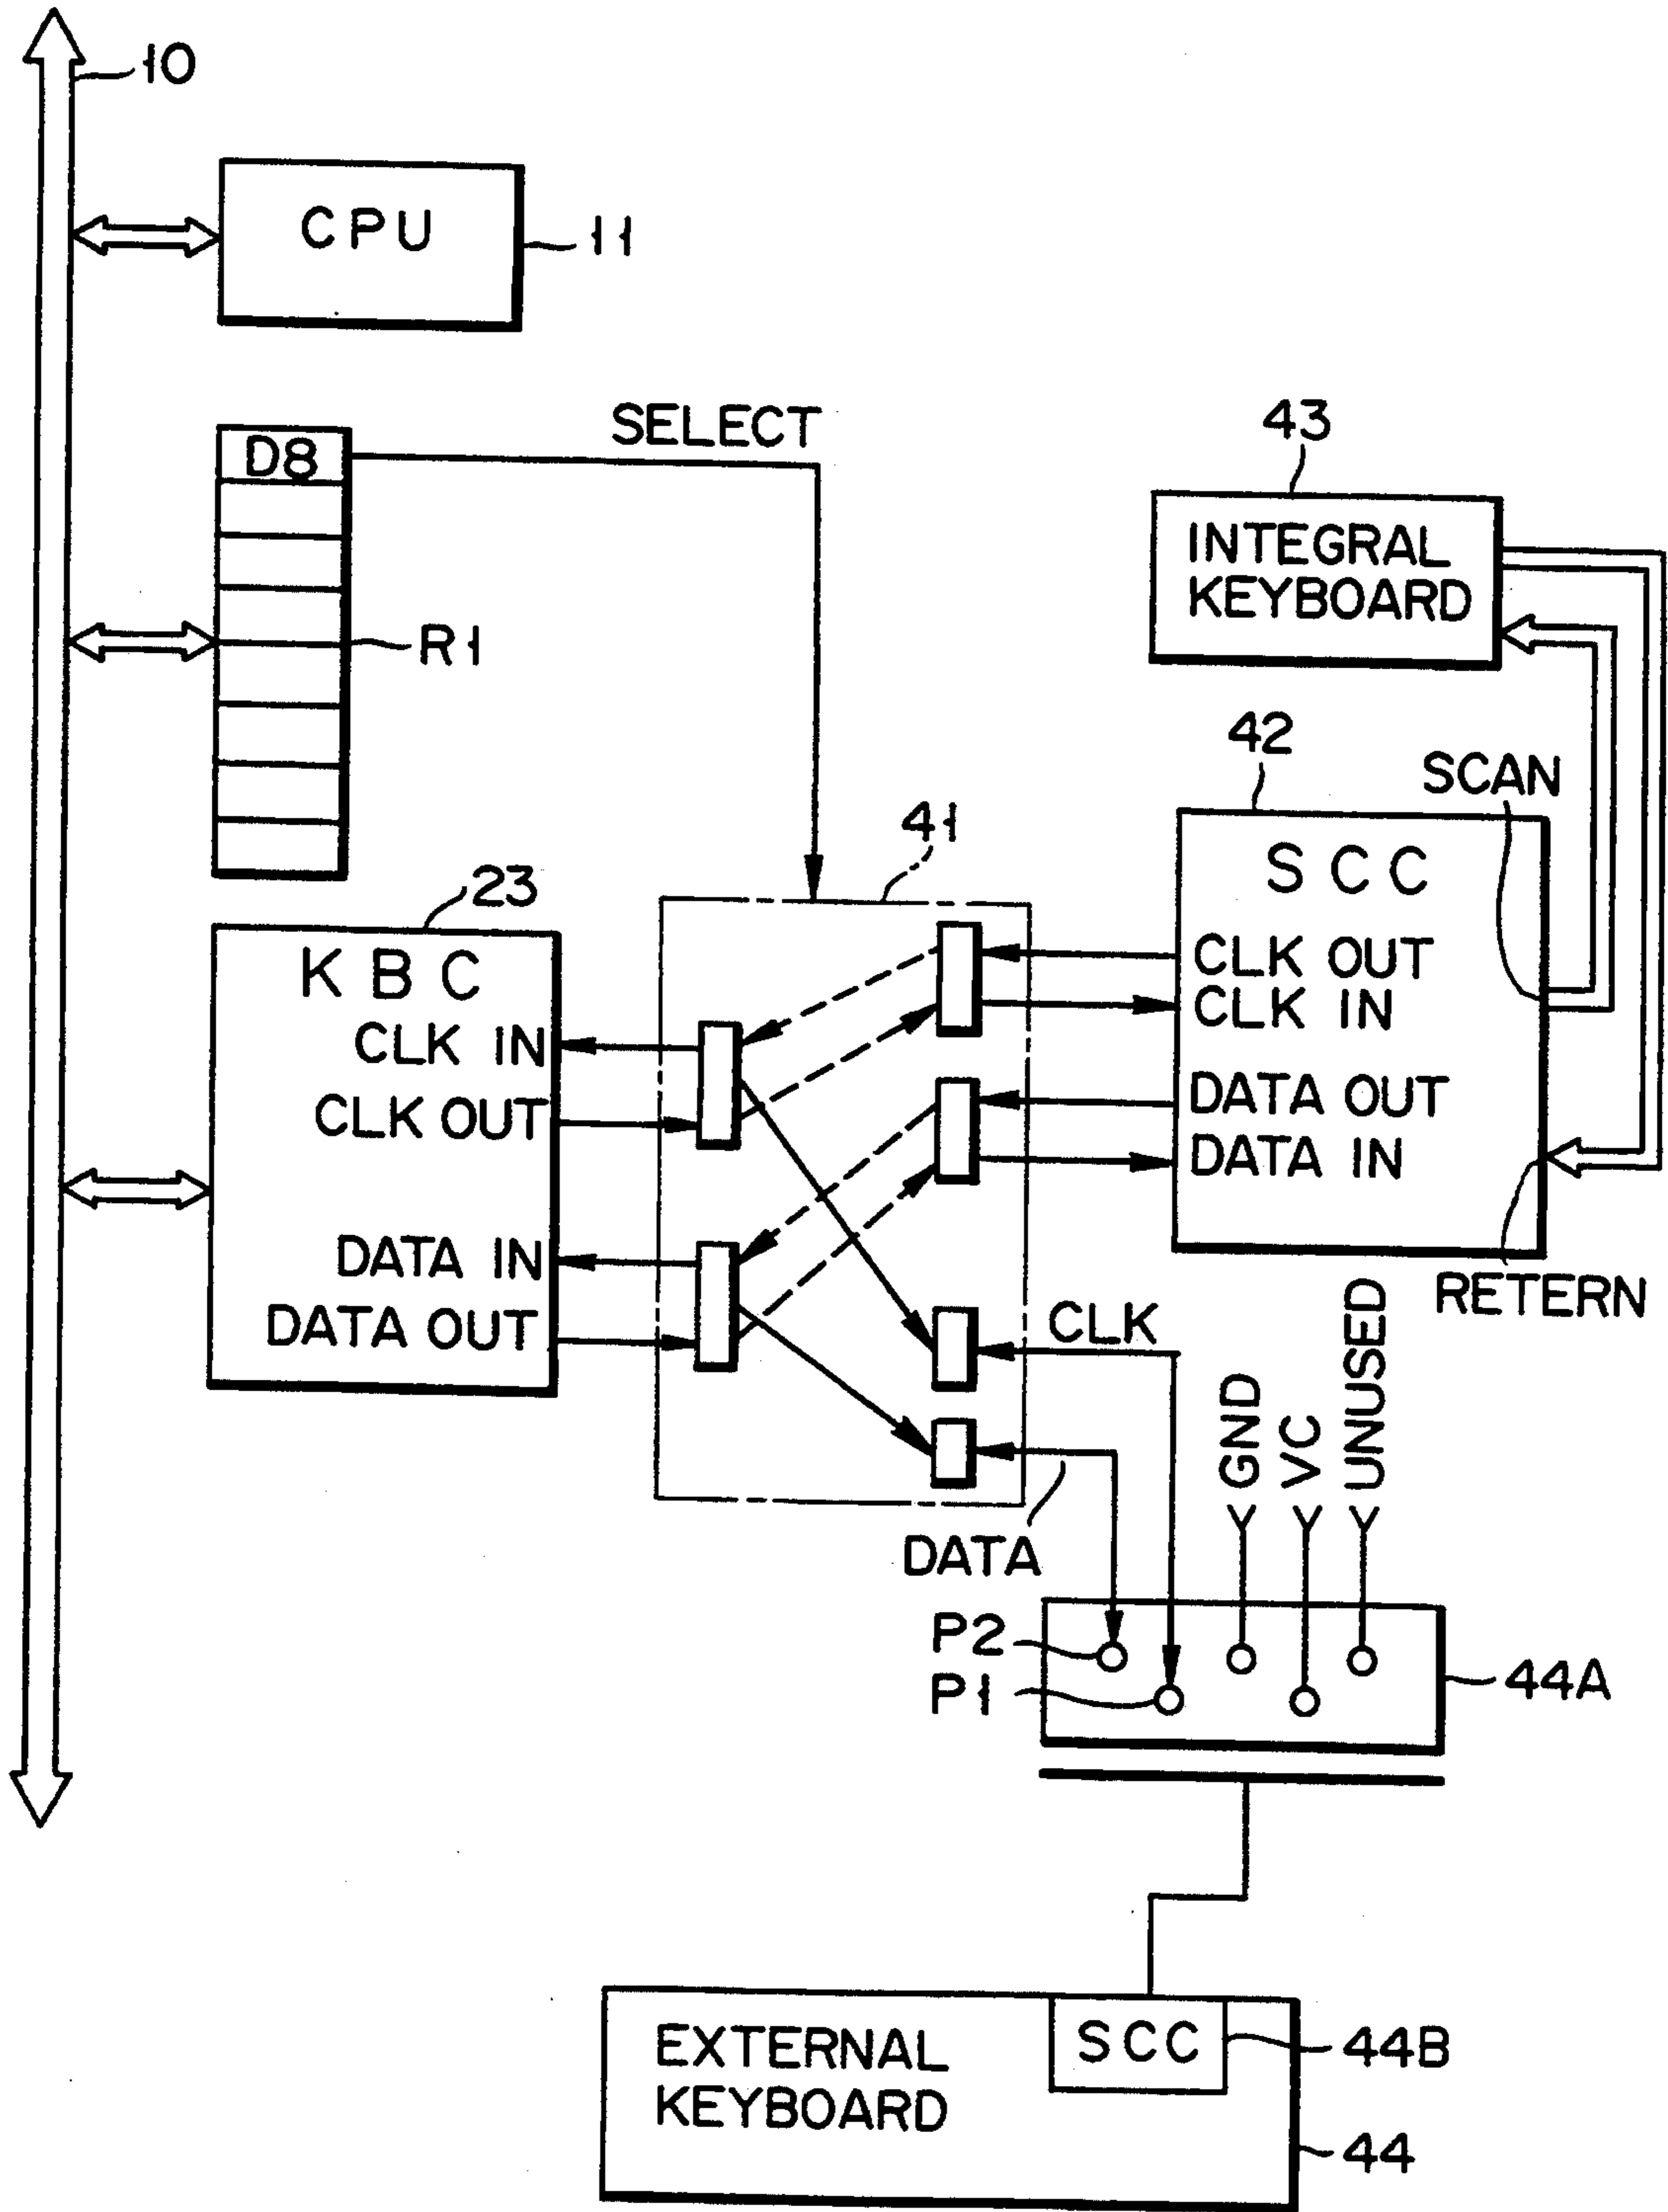 10
CPU
11
SELECT
D8
R1
43
INTEGRAL
KEYBOARD
42
SCAN
41
SCC
CLK OUT
CLK IN
DATA OUT
DATA IN
RETERN
23
KBC
CLK IN
CLK OUT
DATA IN
DATA OUT
CLK
DATA
GND
VC
UNUSED
P2
P1
44A
EXTERNAL
KEYBOARD
SCC
44B
44